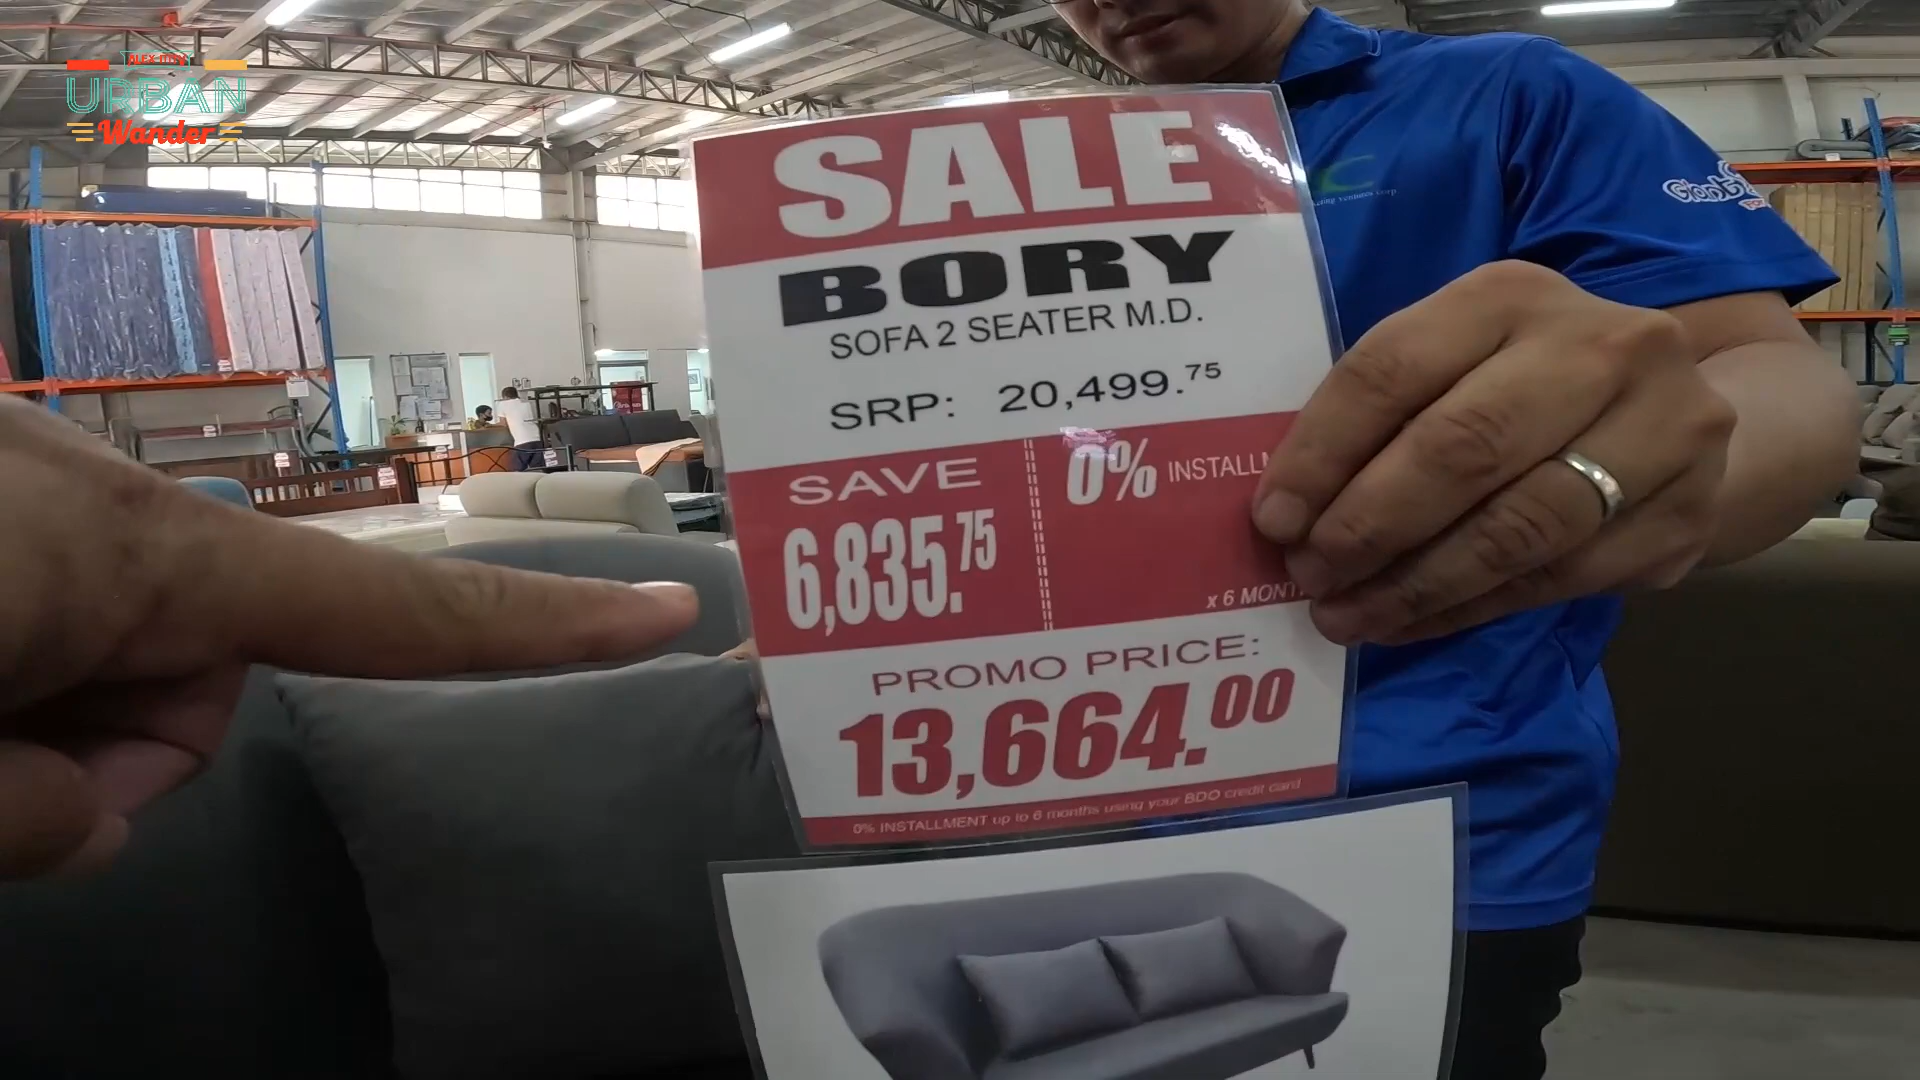 URBAN
Wander
SALE
BORY
SOFA 2 SEATER M.D.
SRP: 20,499.75
SAVE
6,835.75
0% INSTALLM
x 6 MONT
PROMO PRICE:
13,664.00
0% INSTALLMENT up to 6 months using your BDO credit card